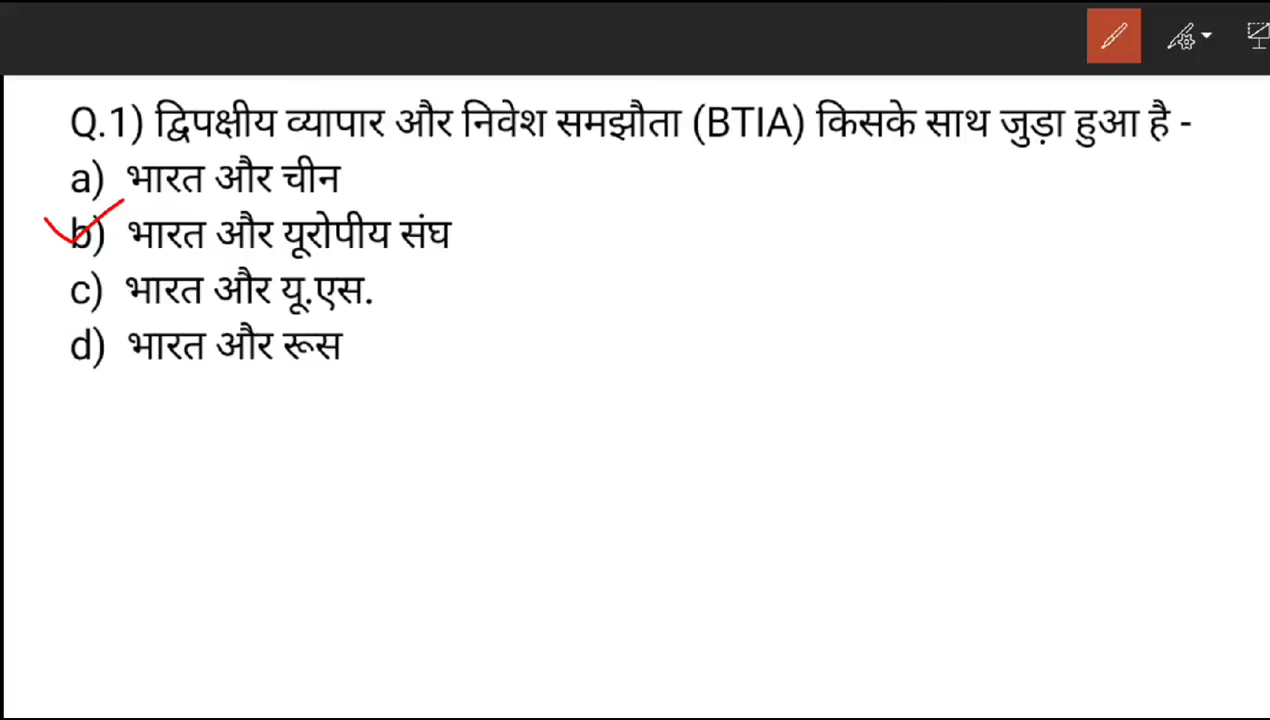 Q.1) द्विपक्षीय व्यापार और निवेश समझौता (BTIA) किसके साथ जुड़ा हुआ है -
a) भारत और चीन
b) भारत और यूरोपीय संघ
c) भारत और यू.एस.
d) भारत और रूस